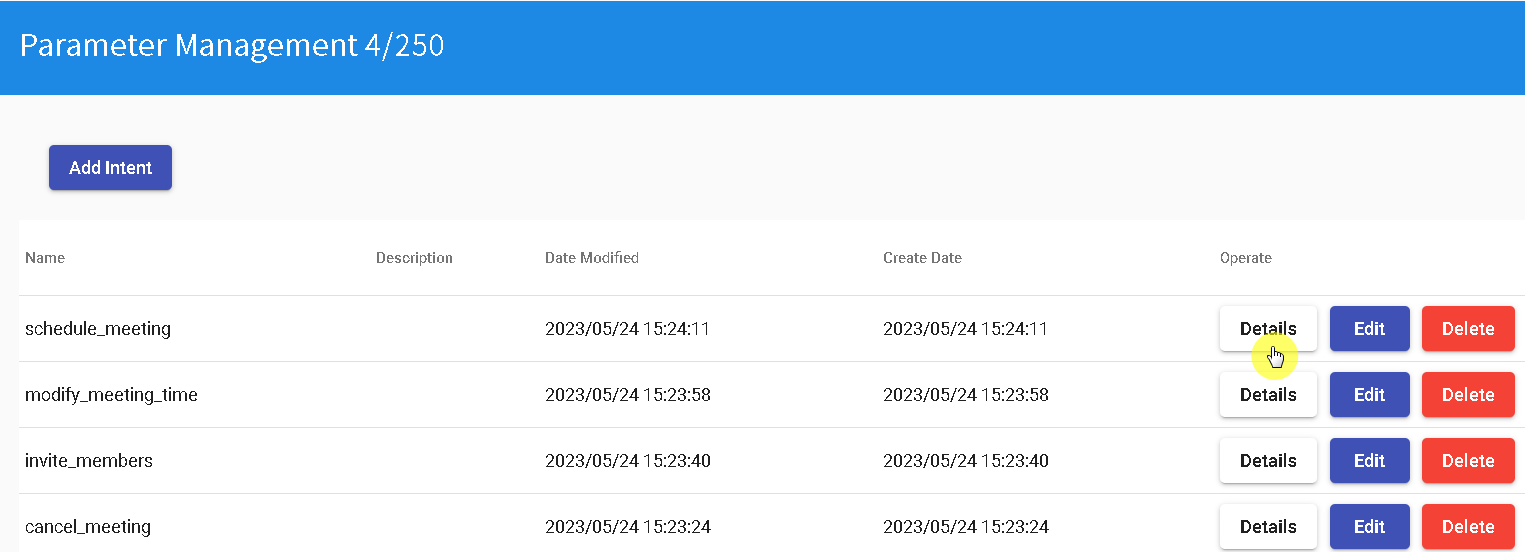 Parameter Management 4/250
Add Intent
Name Description Date Modified Create Date Operate
schedule_meeting 2023/05/24 15:24:11 2023/05/24 15:24:11 Details Edit Delete
modify_meeting_time 2023/05/24 15:23:58 2023/05/24 15:23:58 Details Edit Delete
invite_members 2023/05/24 15:23:40 2023/05/24 15:23:40 Details Edit Delete
cancel_meeting 2023/05/24 15:23:24 2023/05/24 15:23:24 Details Edit Delete